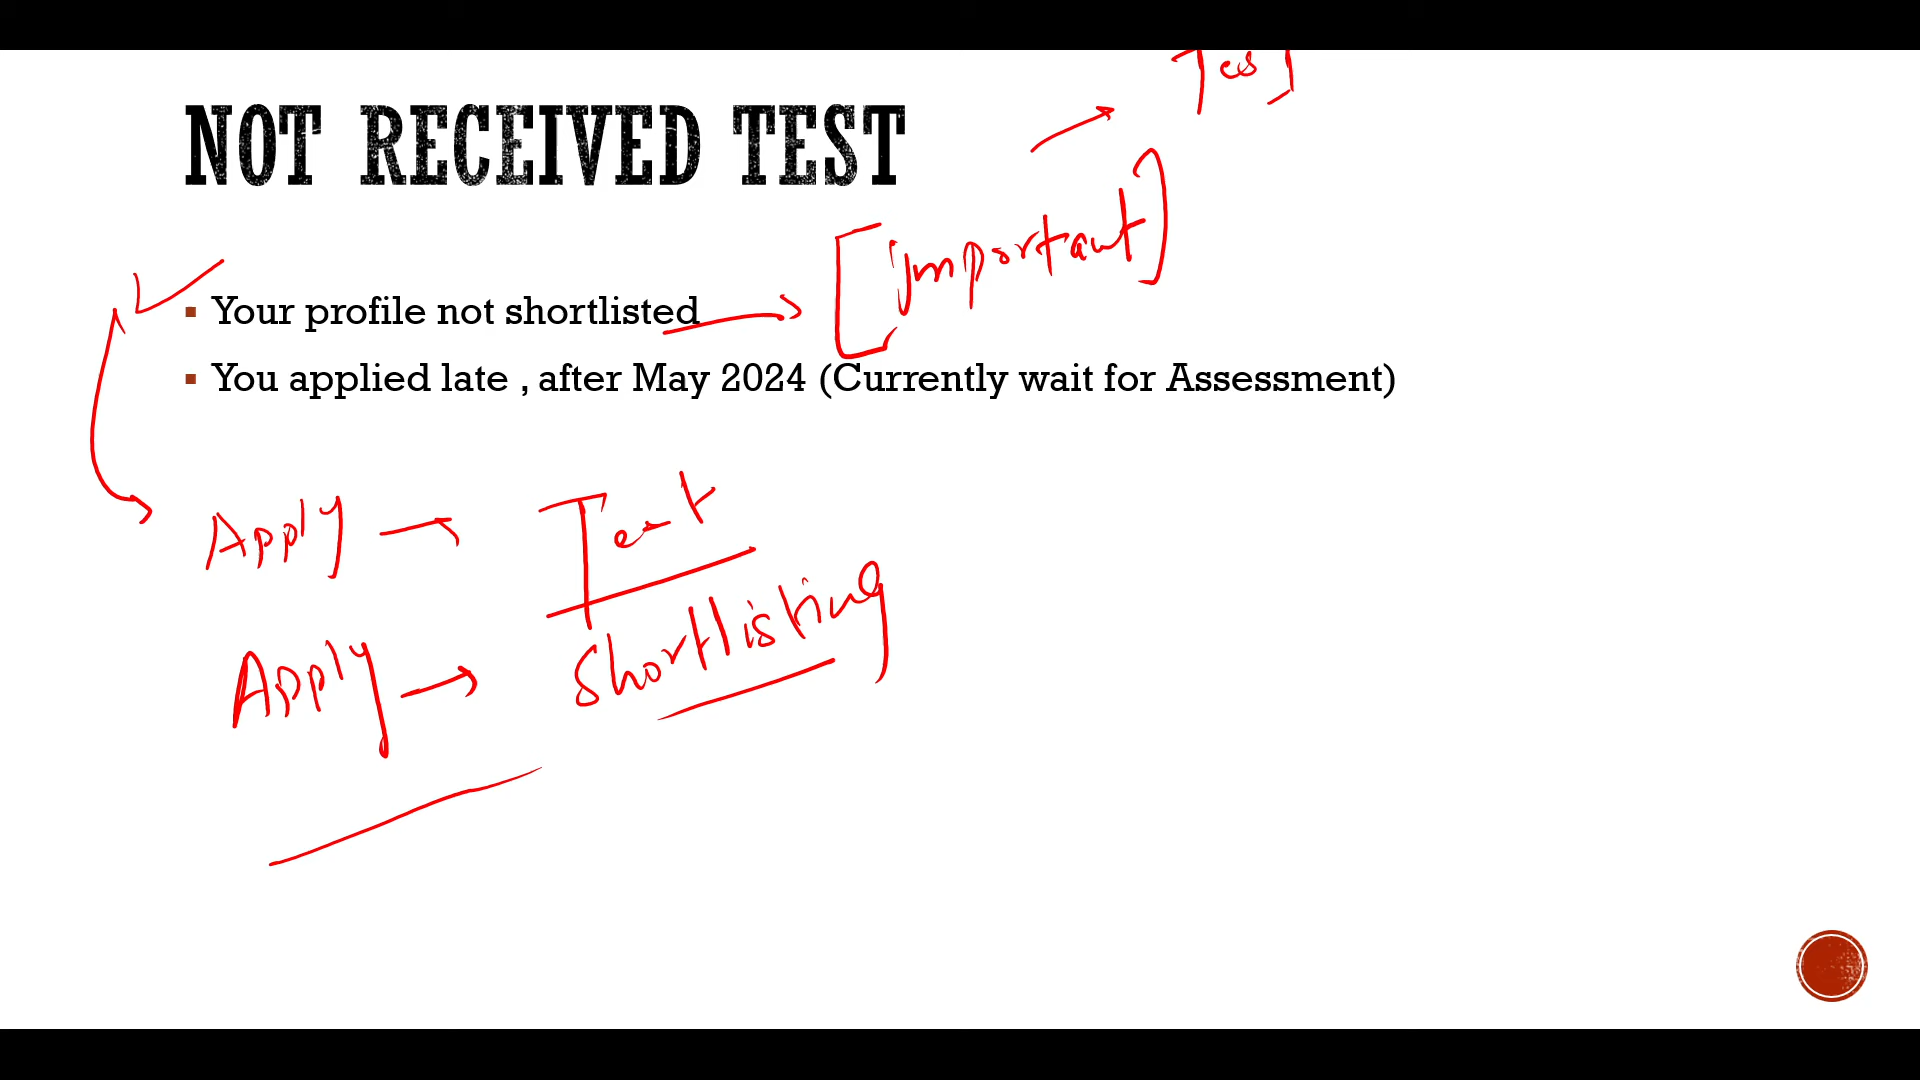 NOT RECEIVED TEST
[important]
Your profile not shortlisted
You applied late , after May 2024 (Currently wait for Assessment)
Apply → Test
Apply → Shortlisting